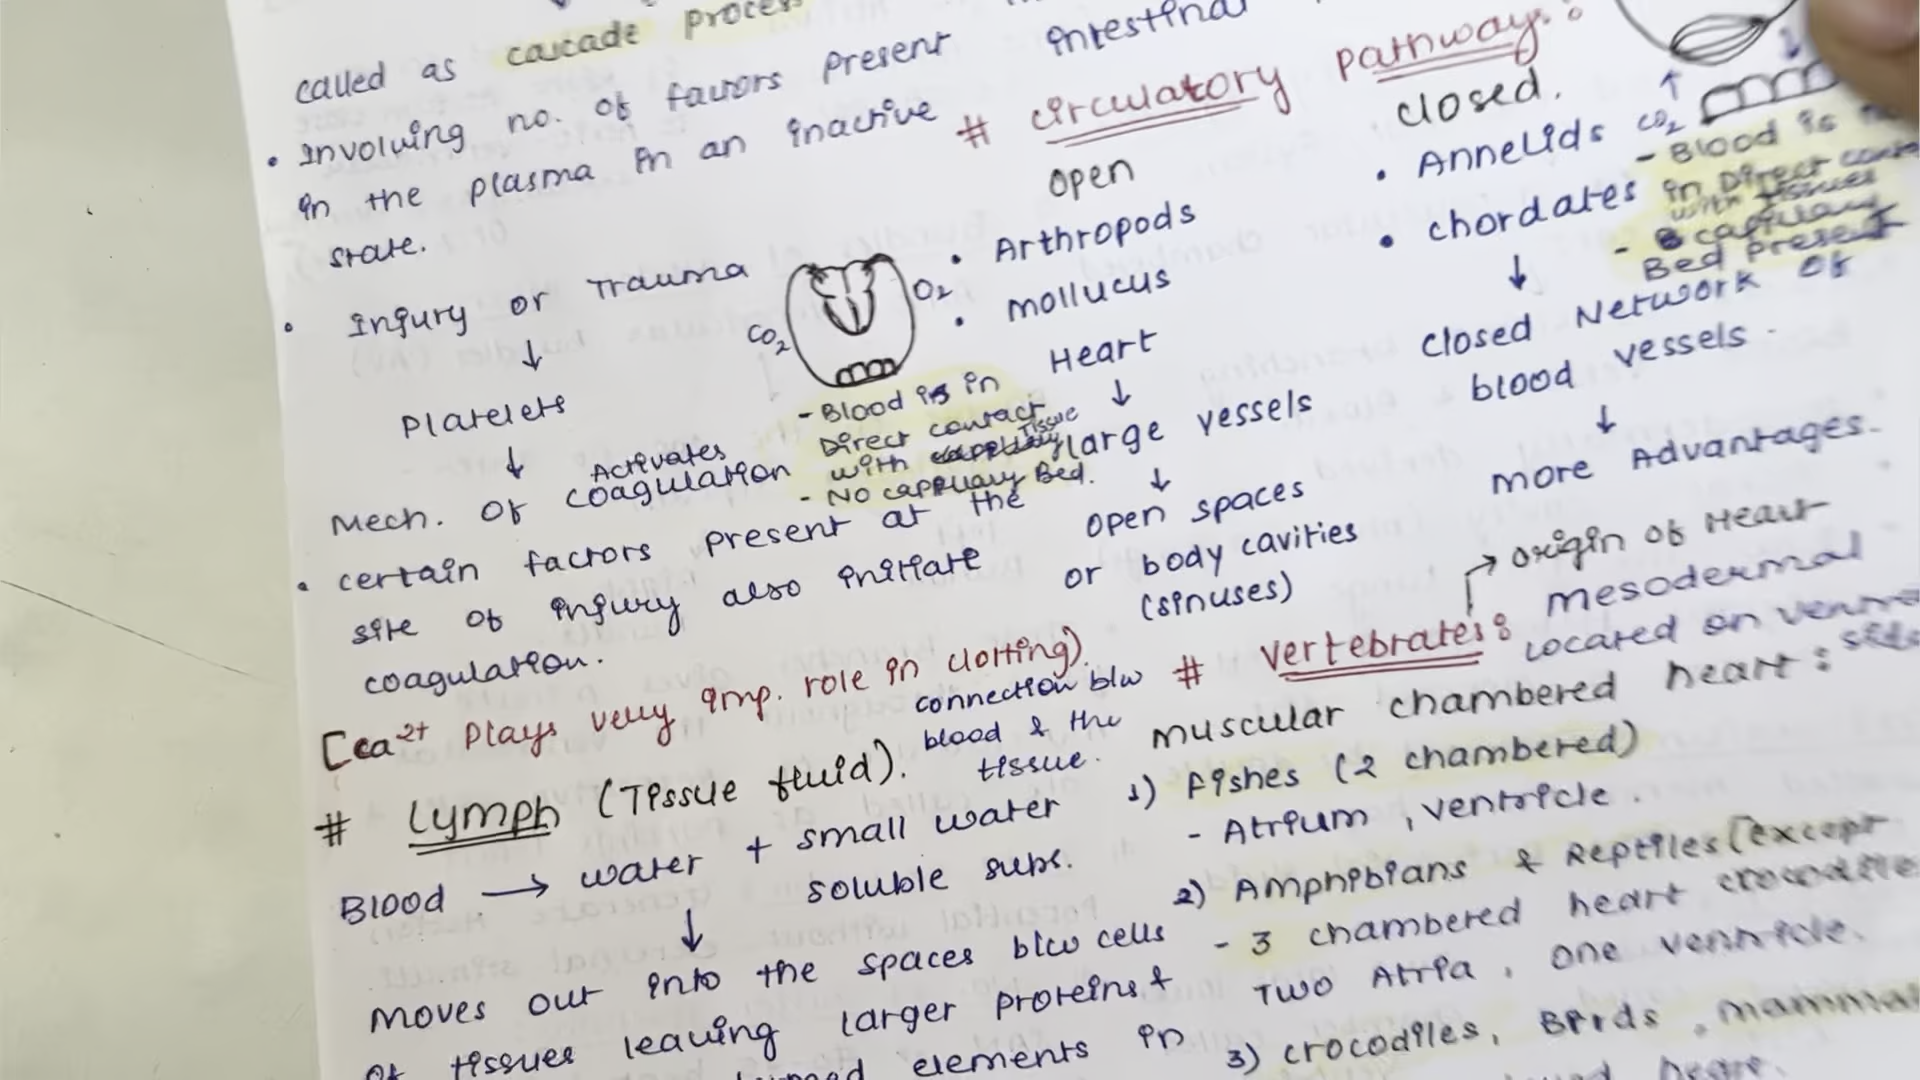 called as cascade process
• Involving no. of factors present
in the plasma in an inactive
state.
• Injury or Trauma
↓
Platelets
↓ Activates
Mech. of coagulation
• certain factors present at the
site of injury also initiate
coagulation.
[Ca2+ Plays very imp. role in clotting).
# Lymph (Tissue fluid).
connection b/w
blood & the
tissue.
Blood → water + small water
soluble subs.
↓
moves out into the spaces b/w cells
of tissues leaving larger proteins &
elements in
intestinal
# circulatory pathway:
open
• Arthropods
• mollucus
Heart
↓
large vessels
↓
open spaces
or body cavities
(sinuses)
CO2
O2
- Blood is in
Direct contact
with Tissue
- No capillary Bed.
closed.
• Annelids
• chordates
↓
closed Network of
blood vessels.
↓
more Advantages.
CO2
- Blood is
in Direct
with Tissues
- capillary
Bed present
# vertebrates:
→ origin of Heart
mesodermal
located on
muscular chambered heart:
1) Fishes (2 chambered)
- Atrium, ventricle.
2) Amphibians & Reptiles (except
- 3 chambered heart
Two Atria, one ventricle.
3) crocodiles, Birds,
heart.